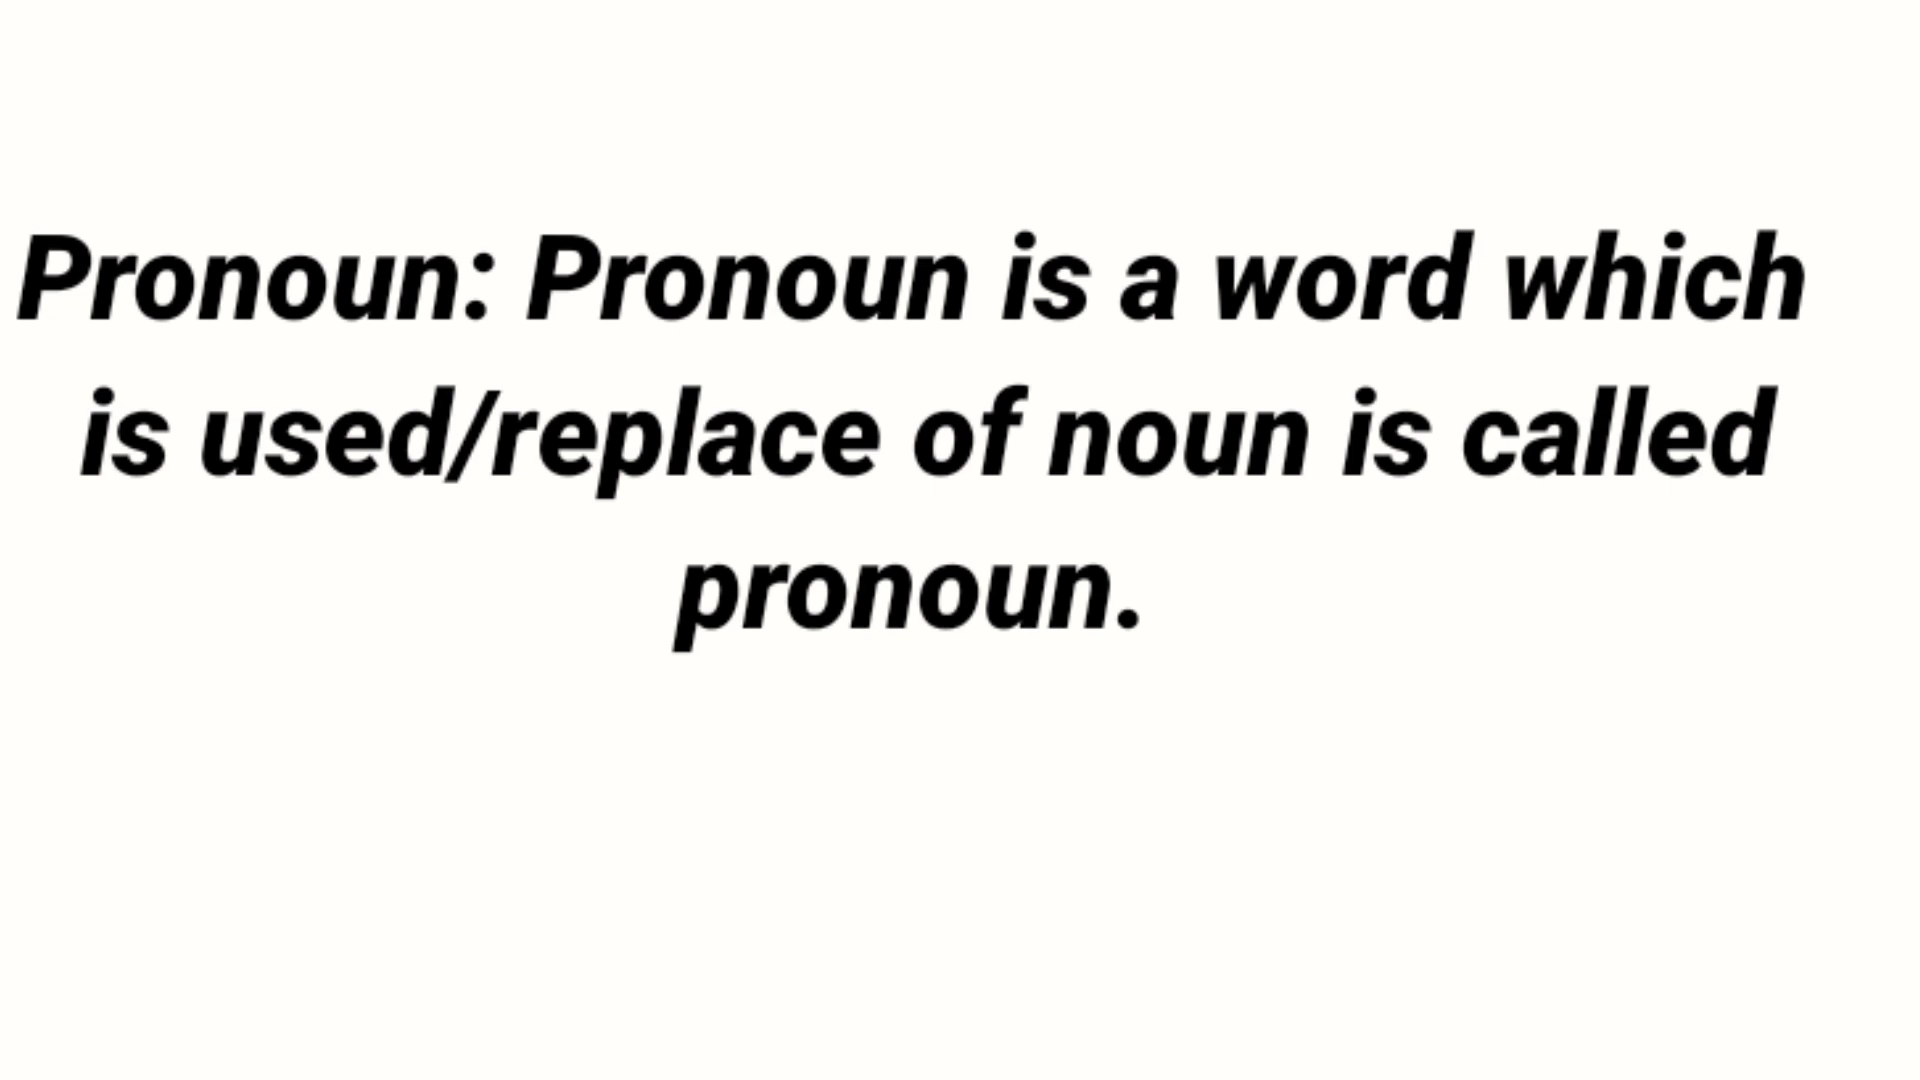 Pronoun: Pronoun is a word which
is used/replace of noun is called
pronoun.